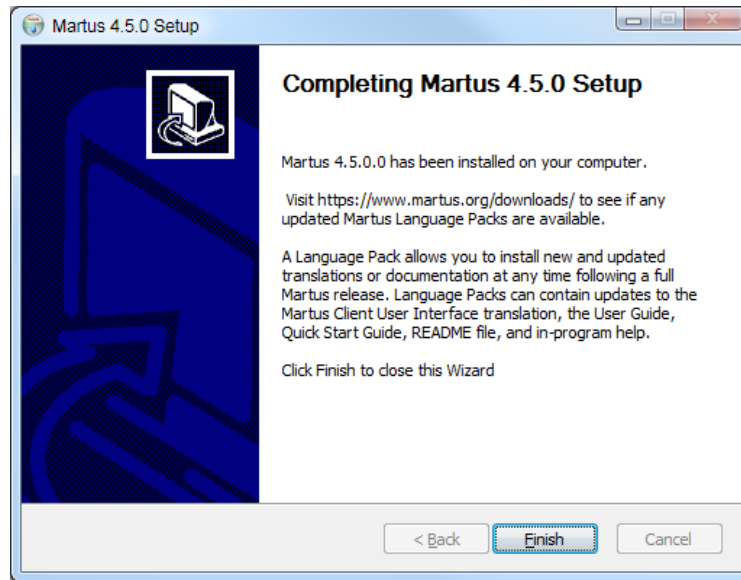 Martus 4.5.0 Setup
Completing Martus 4.5.0 Setup
Martus 4.5.0.0 has been installed on your computer.
Visit https://www.martus.org/downloads/ to see if any
updated Martus Language Packs are available.
A Language Pack allows you to install new and updated
translations or documentation at any time following a full
Martus release. Language Packs can contain updates to the
Martus Client User Interface translation, the User Guide,
Quick Start Guide, README file, and in-program help.
Click Finish to close this Wizard
< Back Finish Cancel